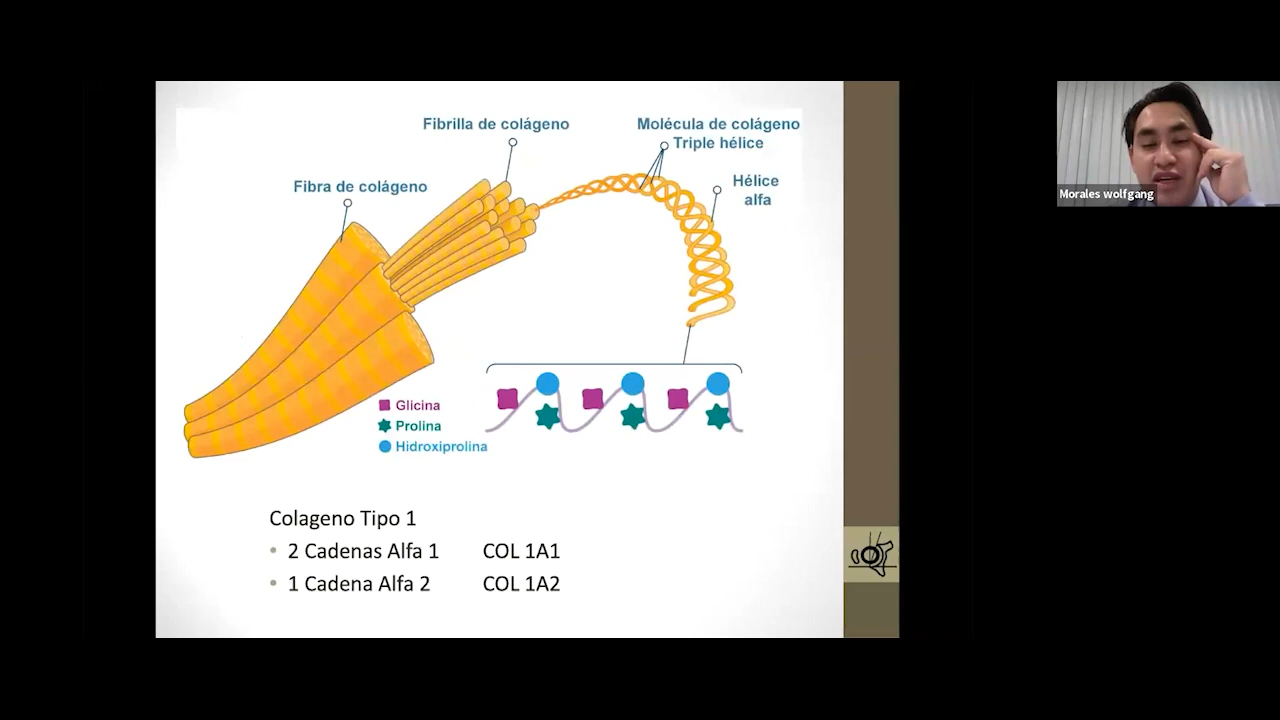 Fibrilla de colágeno
Molécula de colágeno
Triple hélice
Fibra de colágeno
Hélice
alfa
Glicina
Prolina
Hidroxiprolina
Colageno Tipo 1
• 2 Cadenas Alfa 1 COL 1A1
• 1 Cadena Alfa 2 COL 1A2
Morales wolfgang